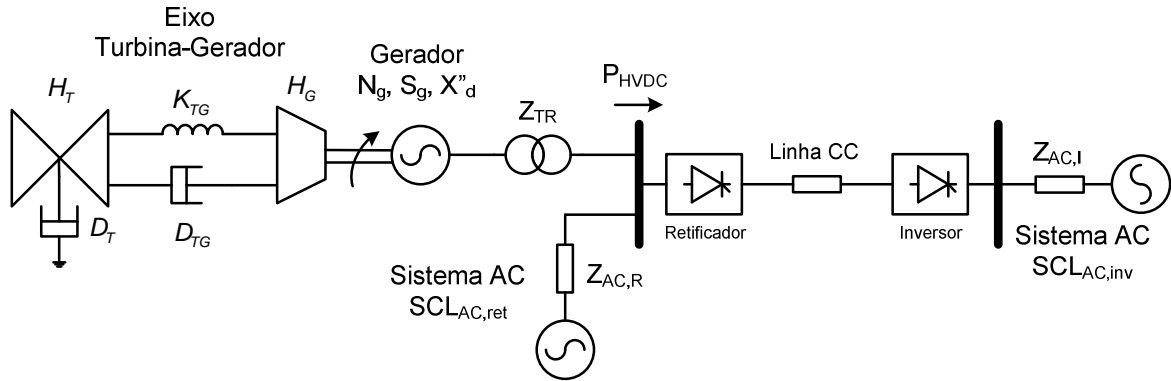 Eixo
Turbina-Gerador
H_T
K_TG
H_G
D_T
D_TG
Gerador
N_g, S_g, X"_d
Z_TR
P_HVDC
Retificador
Linha CC
Inversor
Z_AC,I
Sistema AC
SCL_AC,inv
Sistema AC
SCL_AC,ret
Z_AC,R